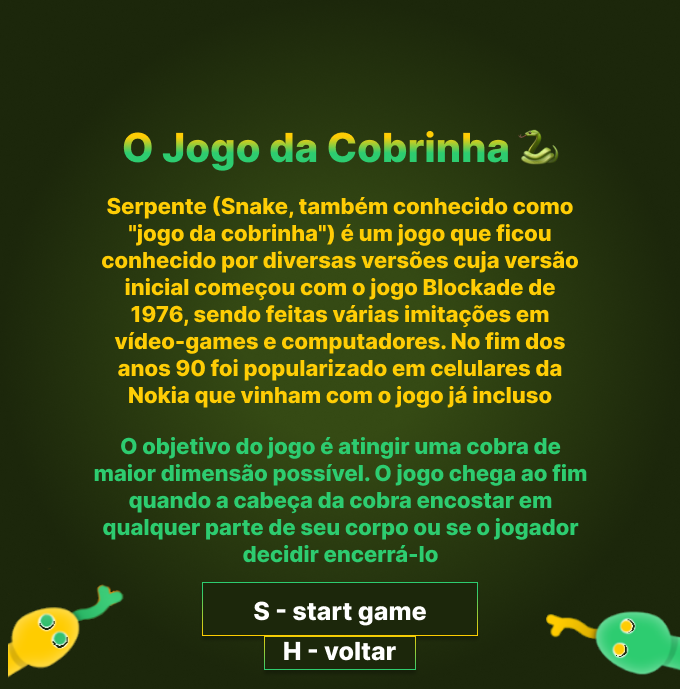 O Jogo da Cobrinha 🐍
Serpente (Snake, também conhecido como
"jogo da cobrinha") é um jogo que ficou
conhecido por diversas versões cuja versão
inicial começou com o jogo Blockade de
1976, sendo feitas várias imitações em
vídeo-games e computadores. No fim dos
anos 90 foi popularizado em celulares da
Nokia que vinham com o jogo já incluso
O objetivo do jogo é atingir uma cobra de
maior dimensão possível. O jogo chega ao fim
quando a cabeça da cobra encostar em
qualquer parte de seu corpo ou se o jogador
decidir encerrá-lo
S - start game
H - voltar